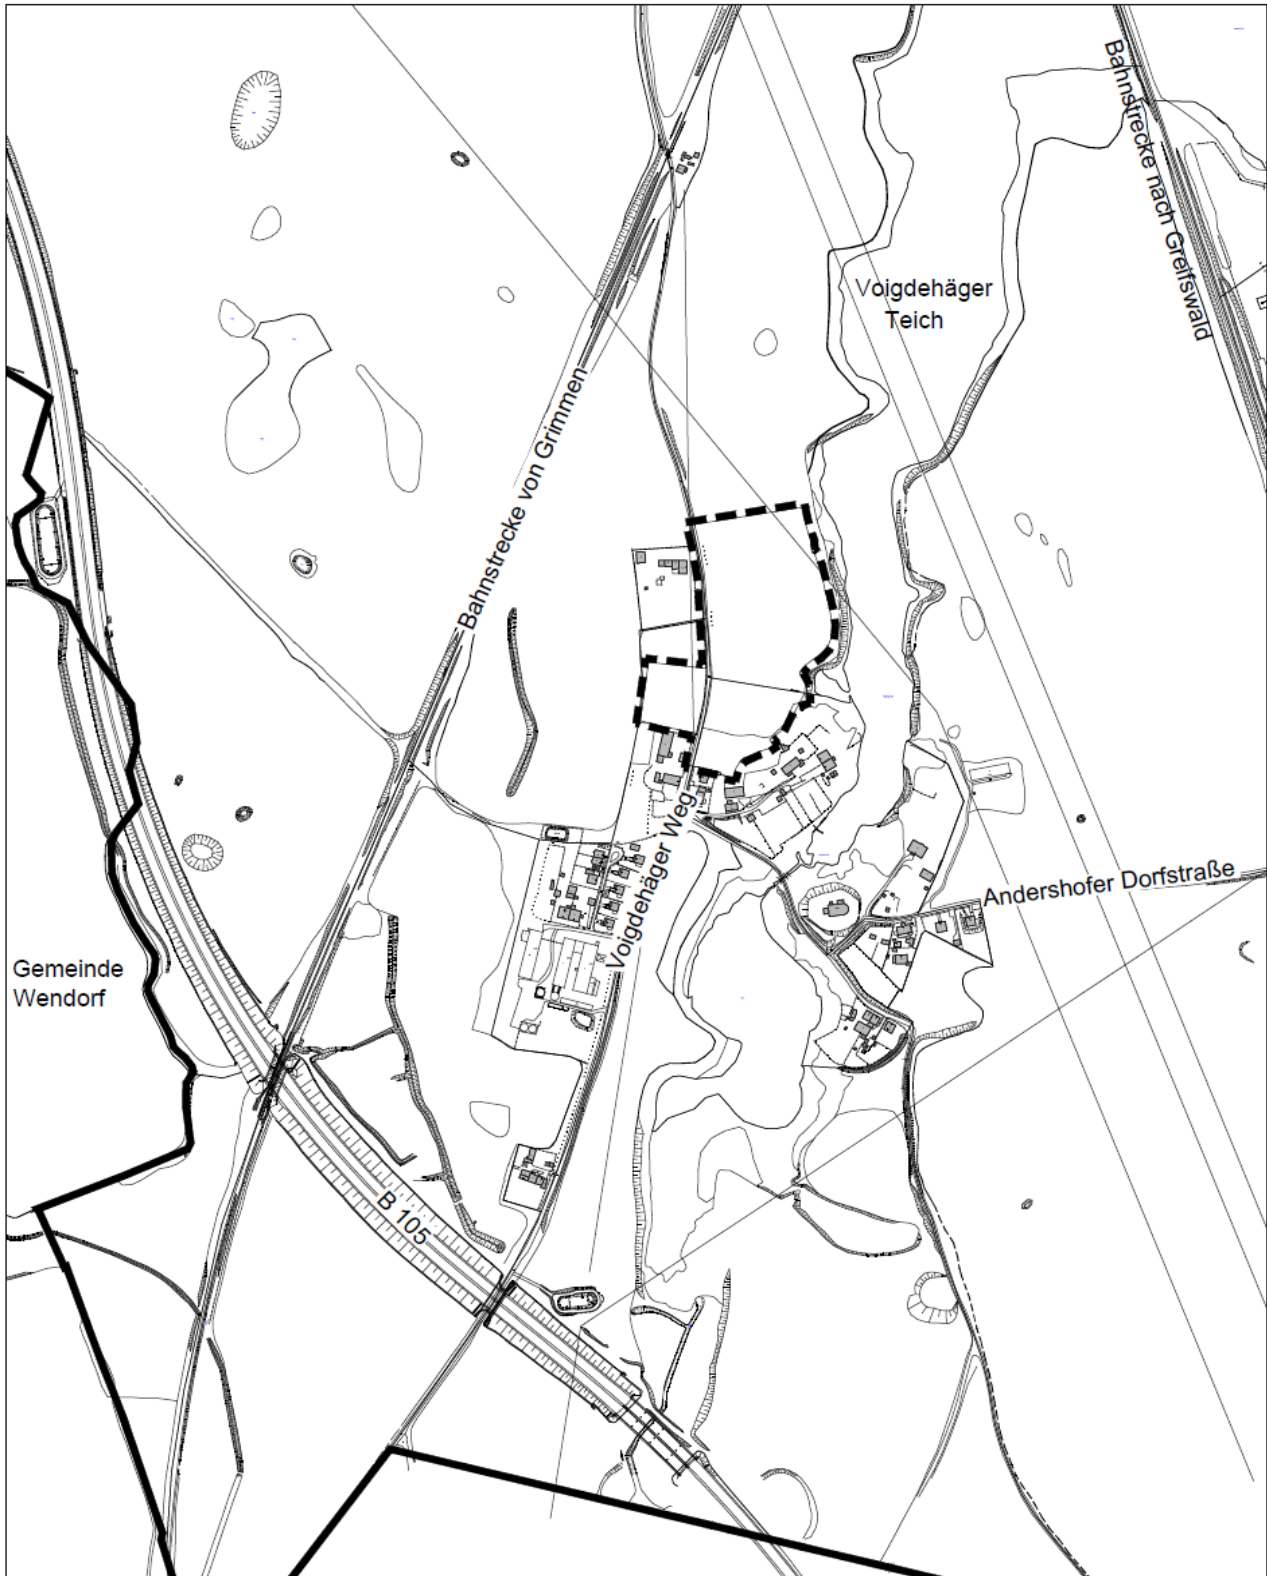 Bahnstrecke nach Greifswald
Voigdehäger
Teich
Bahnstrecke von Grimmen
Voigdehäger Weg
Andershofer Dorfstraße
Gemeinde
Wendorf
B 105